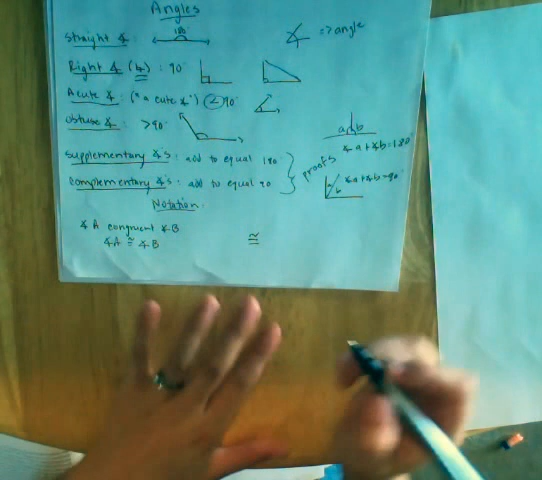 Angles
∡ => angle
Straight ∡ : 180°
Right ∡ (L) : 90°
Acute ∡ : ("a cute ∡") < 90°
obtuse ∡ : >90°
a b
∡a + ∡b = 180°
supplementary ∡'s : add to equal 180
complementary ∡'s : add to equal 90
proofs
a b
∡a + ∡b = 90°
Notation:
∡A congruent ∡B
∡A ≅ ∡B
≅